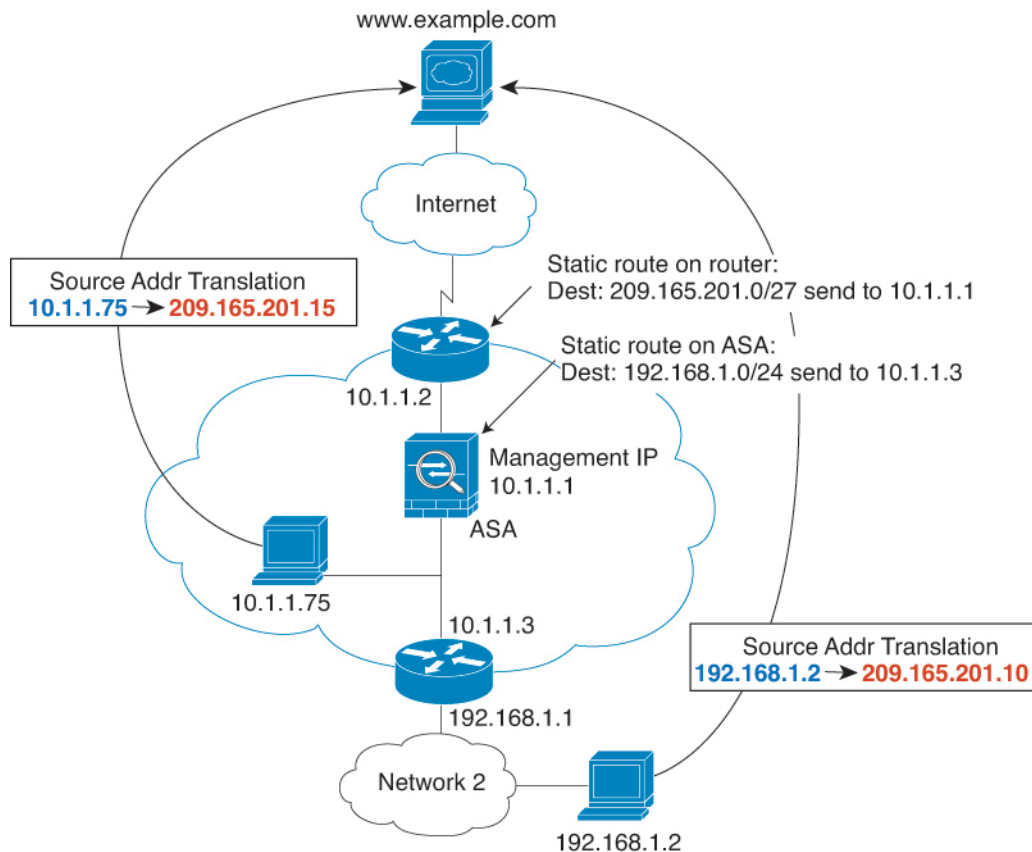 www.example.com
Internet
Static route on router:
Dest: 209.165.201.0/27 send to 10.1.1.1
Source Addr Translation
10.1.1.75 209.165.201.15
Static route on ASA:
Dest: 192.168.1.0/24 send to 10.1.1.3
10.1.1.2
Management IP
10.1.1.1
ASA
10.1.1.75
10.1.1.3
Source Addr Translation
192.168.1.2 209.165.201.10
192.168.1.1
Network 2
192.168.1.2